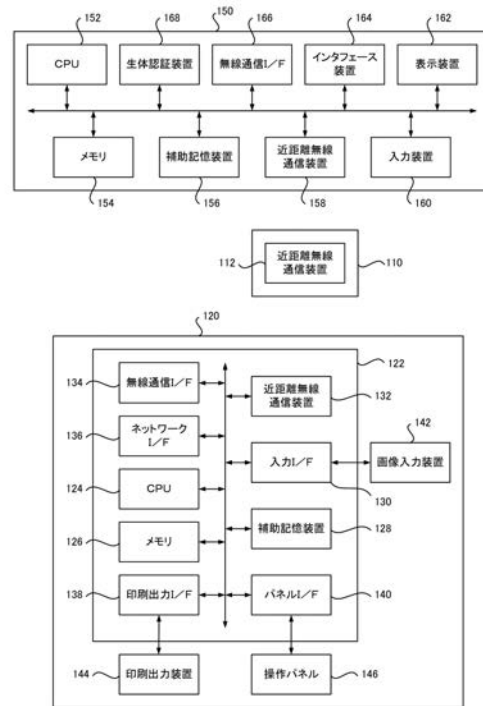 150
152
168
166
164
162
CPU
生体認証装置
無線通信I/F
インタフェース
装置
表示装置
メモリ
補助記憶装置
近距離無線
通信装置
入力装置
154
156
158
160
112
近距離無線
通信装置
110
120
122
134
無線通信I/F
近距離無線
通信装置
132
136
ネットワーク
I/F
142
入力I/F
画像入力装置
124
CPU
130
126
メモリ
補助記憶装置
128
138
印刷出力I/F
パネルI/F
140
144
印刷出力装置
操作パネル
146